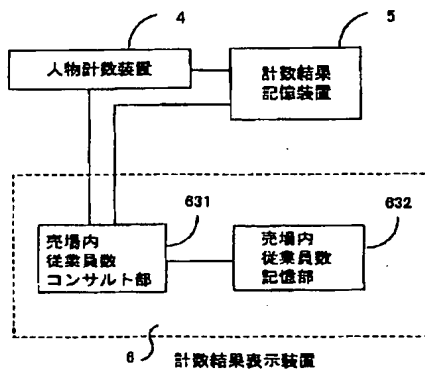 4
5
人物計数装置
計数結果
記憶装置
631
632
売場内
従業員数
コンサルト部
売場内
従業員数
記憶部
6
計数結果表示装置